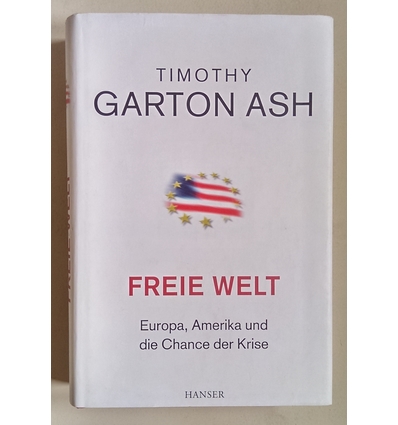 TIMOTHY
GARTON ASH
FREIE WELT
Europa, Amerika und
die Chance der Krise
HANSER